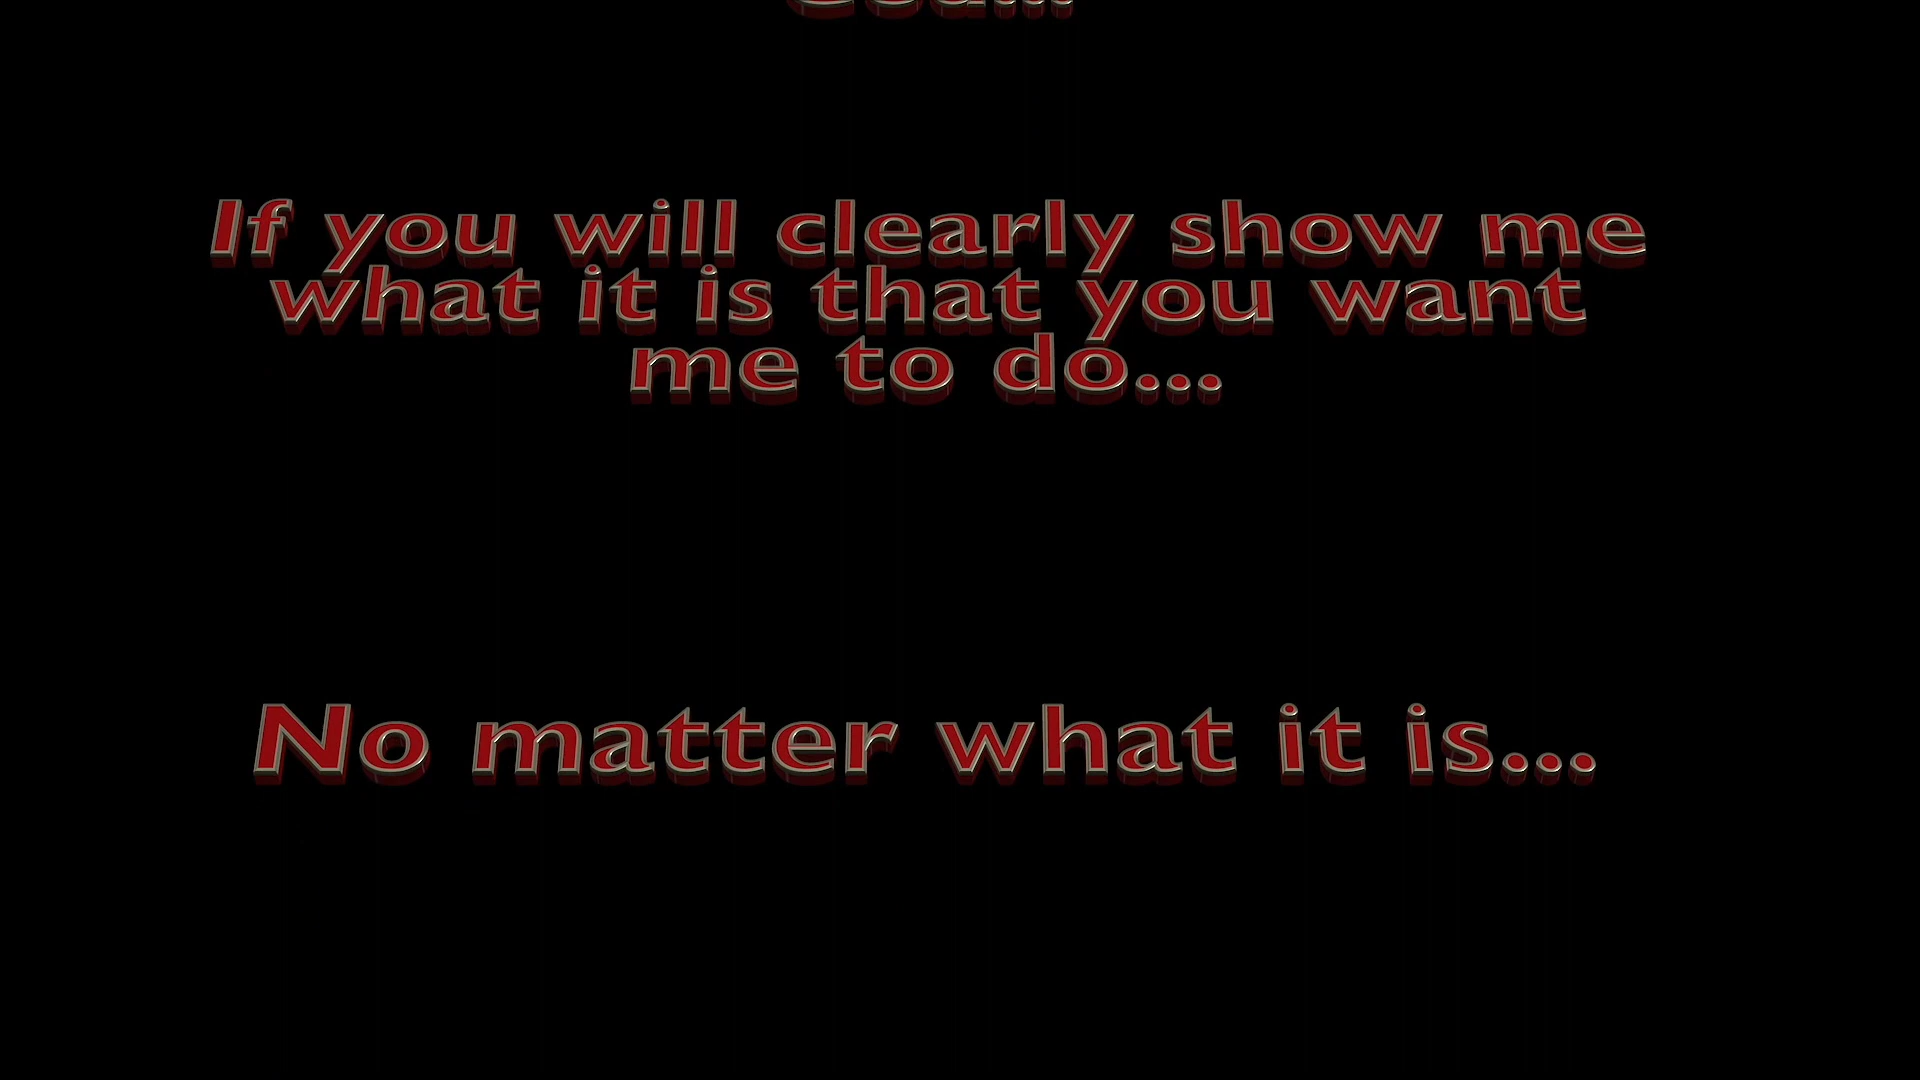 If you will clearly show me
what it is that you want
me to do...
No matter what it is...